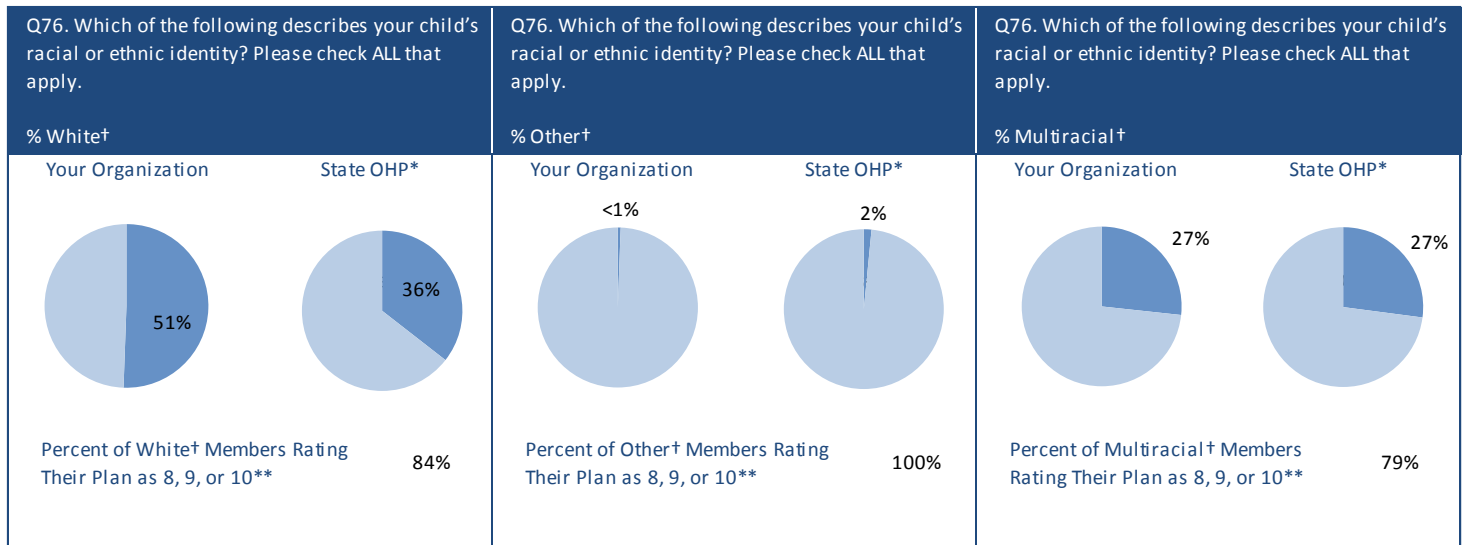 Q76. Which of the following describes your child’s
racial or ethnic identity? Please check ALL that
apply.
% White†
Your Organization
State OHP*
51%
36%
Percent of White† Members Rating
Their Plan as 8, 9, or 10**
84%
Q76. Which of the following describes your child’s
racial or ethnic identity? Please check ALL that
apply.
% Other†
Your Organization
State OHP*
<1%
2%
Percent of Other† Members Rating
Their Plan as 8, 9, or 10**
100%
Q76. Which of the following describes your child’s
racial or ethnic identity? Please check ALL that
apply.
% Multiracial†
Your Organization
State OHP*
27%
27%
Percent of Multiracial† Members
Rating Their Plan as 8, 9, or 10**
79%